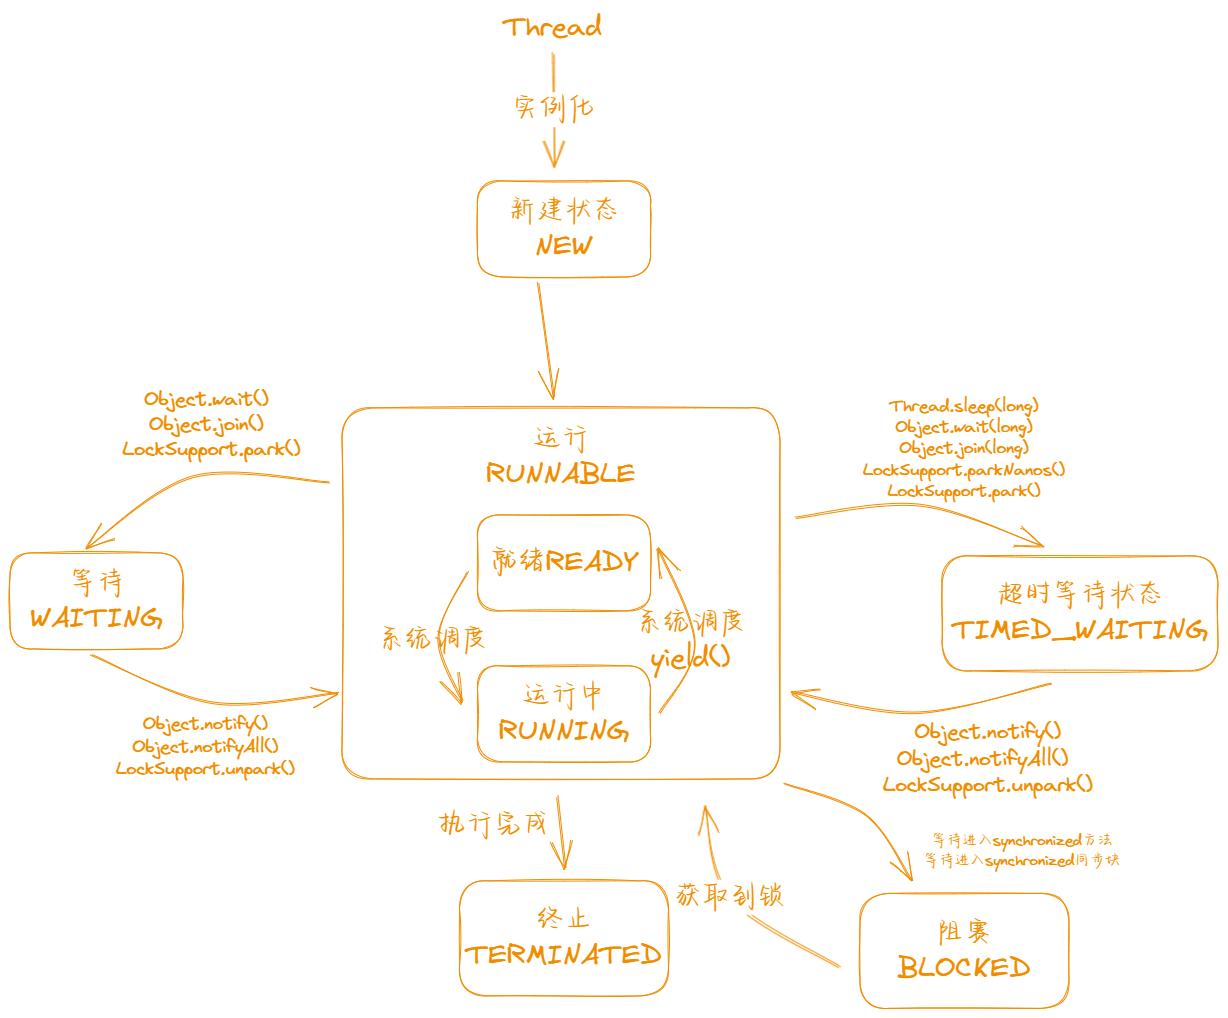 Thread
实例化
新建状态
NEW
Object.wait()
Object.join()
LockSupport.park()
Thread.sleep(long)
Object.wait(long)
Object.join(long)
LockSupport.parkNanos()
LockSupport.park()
运行
RUNNABLE
就绪READY
系统调度
系统调度
yield()
运行中
RUNNING
等待
WAITING
超时等待状态
TIMED_WAITING
Object.notify()
Object.notifyAll()
LockSupport.unpark()
Object.notify()
Object.notifyAll()
LockSupport.unpark()
执行完成
等待进入synchronized方法
等待进入synchronized同步块
获取到锁
终止
TERMINATED
阻赛
BLOCKED